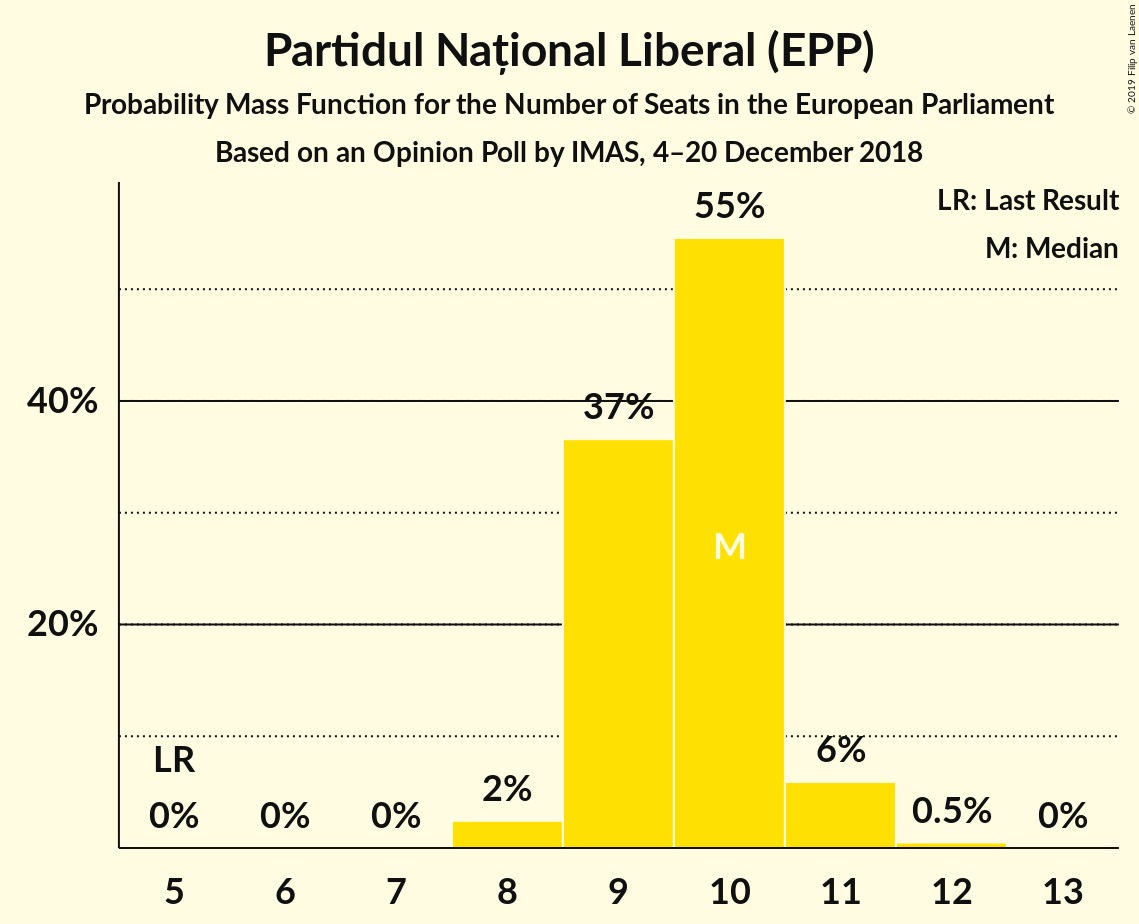 Partidul Național Liberal (EPP)
Probability Mass Function for the Number of Seats in the European Parliament
Based on an Opinion Poll by IMAS, 4–20 December 2018
© 2019 Filip van Laenen
LR: Last Result
M: Median
55%
40%
37%
M
20%
LR
6%
2%
0%
0%
0%
0.5%
0%
5
6
7
8
9
10
11
12
13